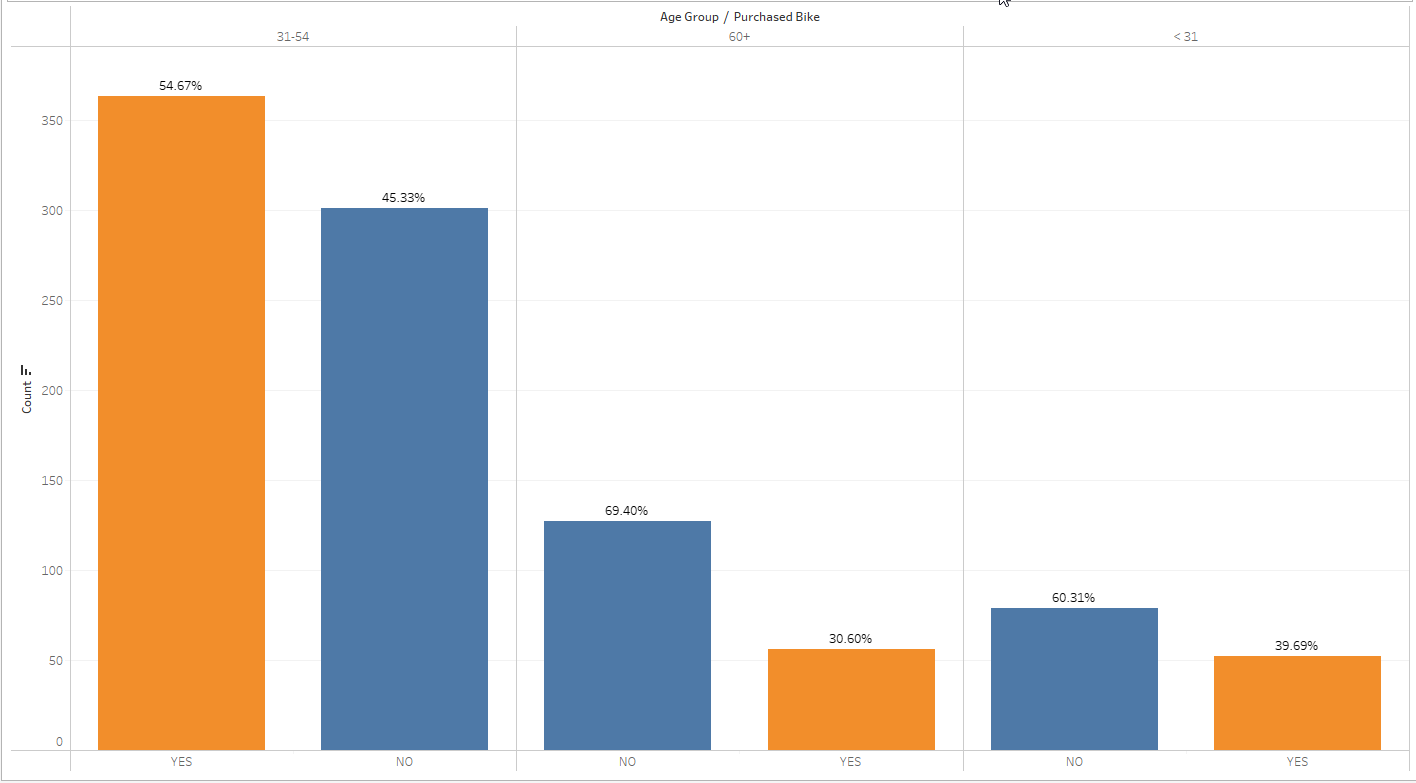 Age Group / Purchased Bike
31-54
60+
< 31
54.67%
45.33%
69.40%
30.60%
60.31%
39.69%
350
300
250
200
150
100
50
0
Count
YES
NO
NO
YES
NO
YES